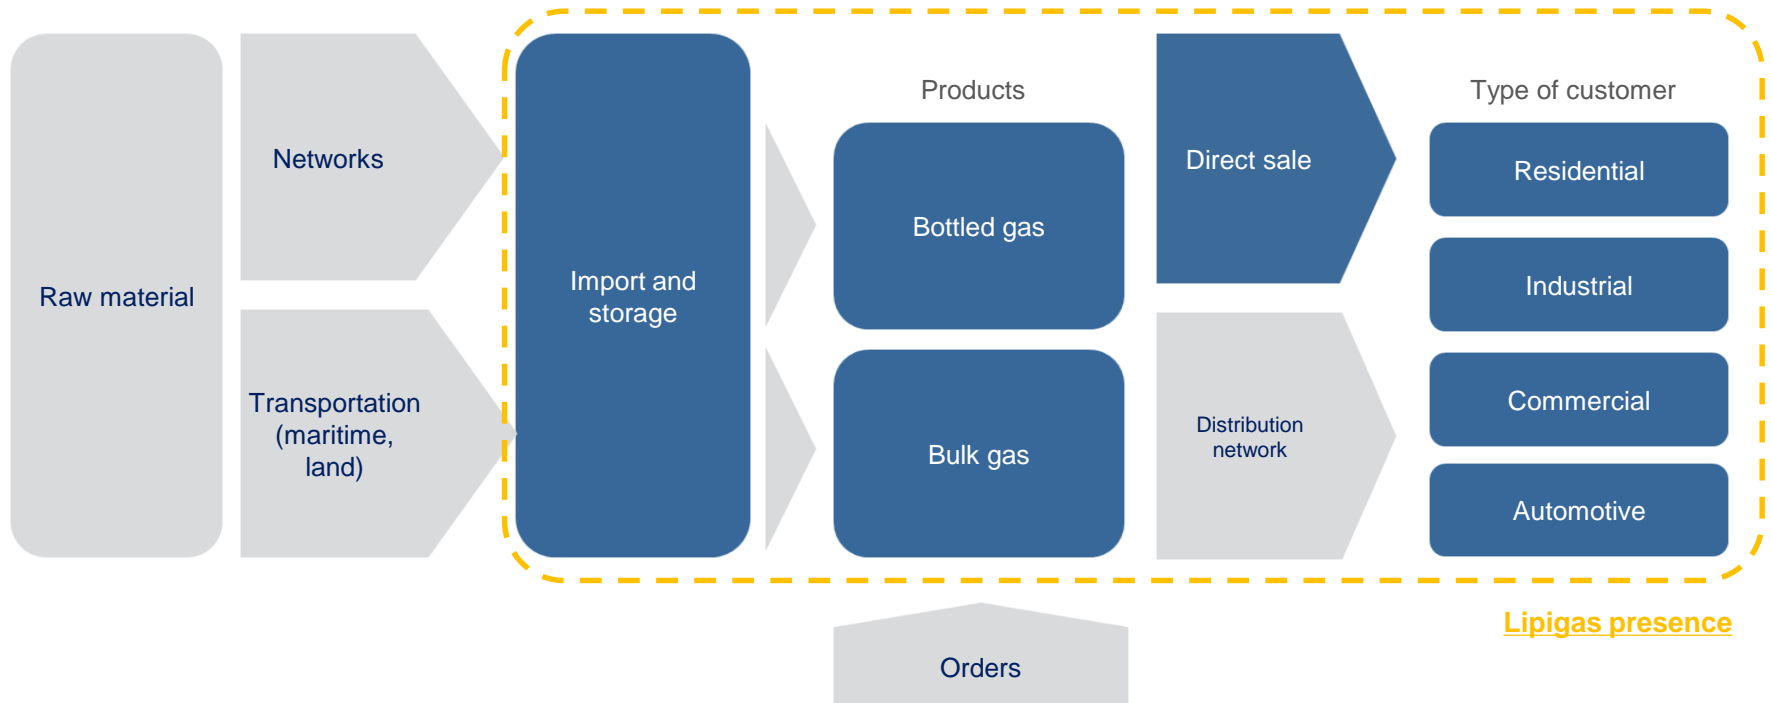 Raw material
Networks
Transportation
(maritime,
land)
Import and
storage
Products
Bottled gas
Bulk gas
Direct sale
Distribution
network
Type of customer
Residential
Industrial
Commercial
Automotive
Lipigas presence
Orders